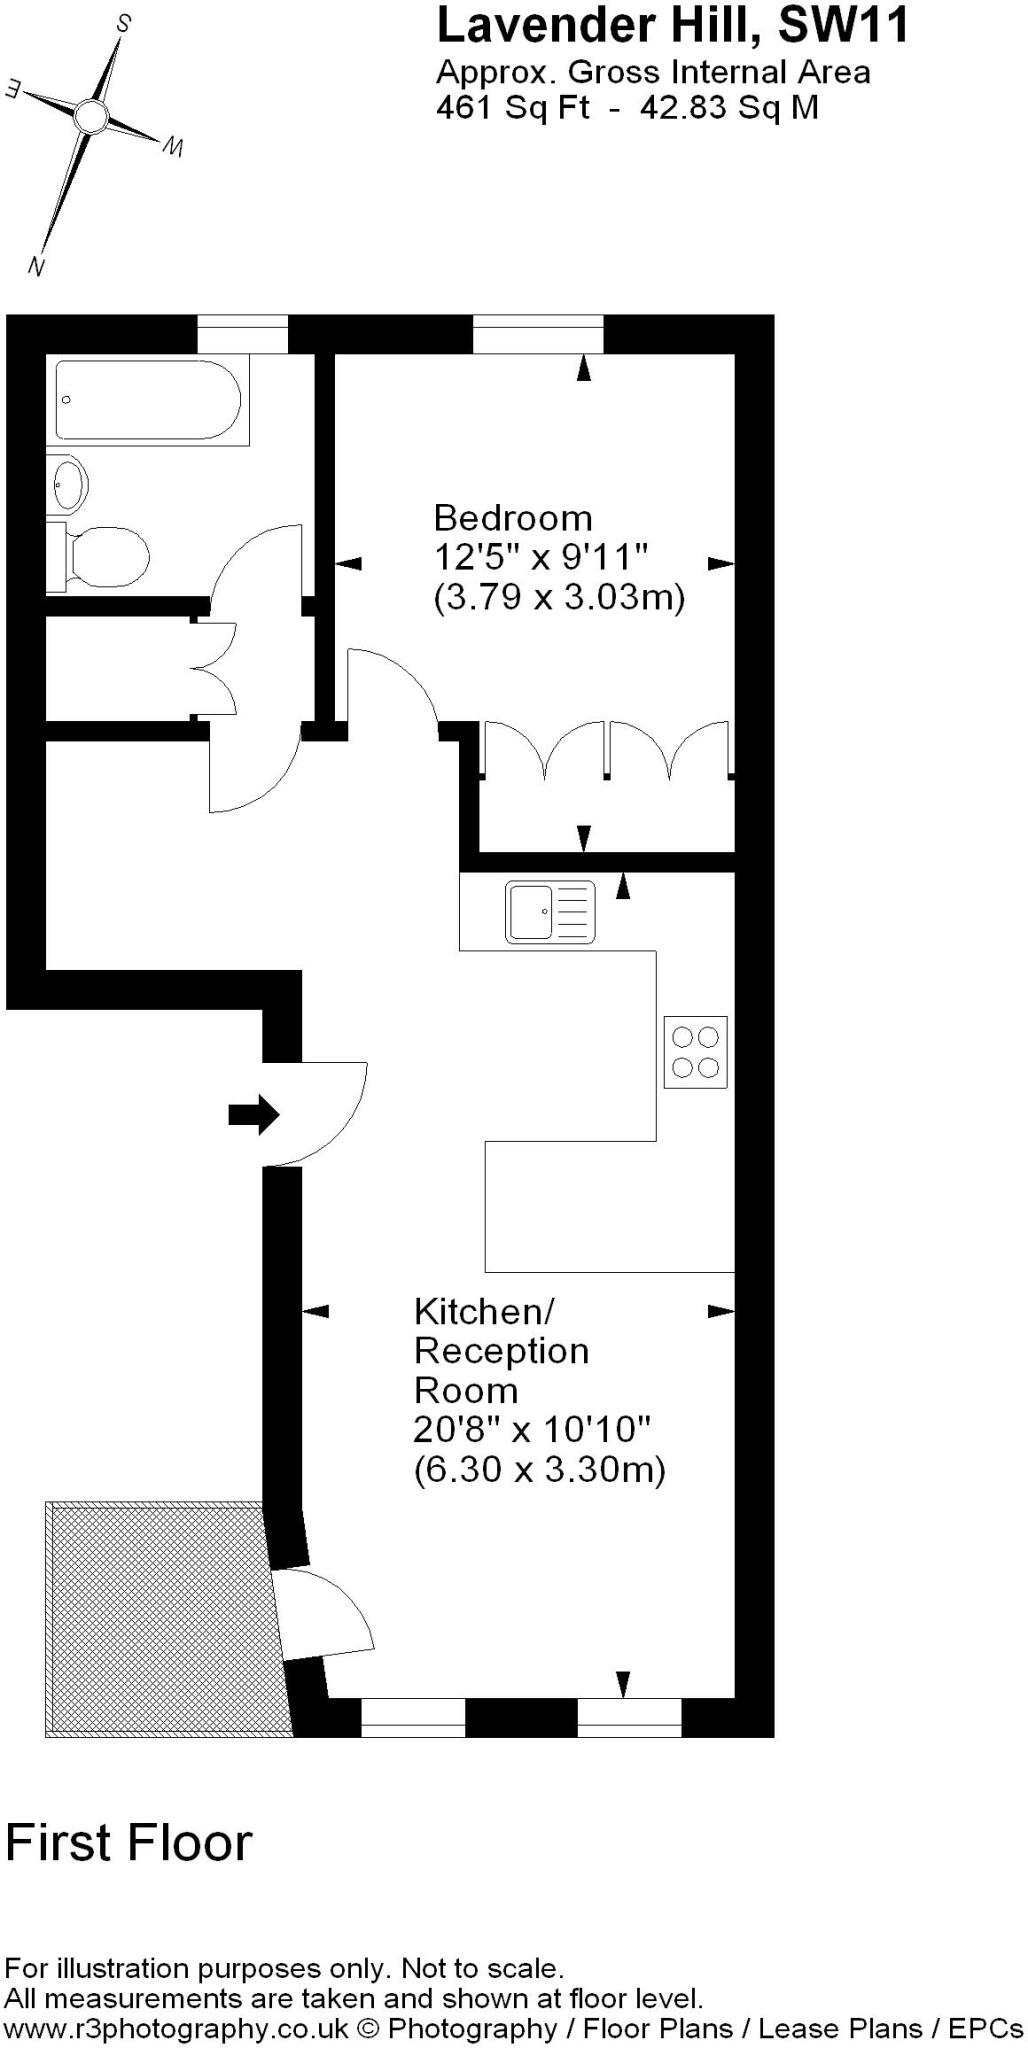 Lavender Hill, SW11
Approx. Gross Internal Area
461 Sq Ft - 42.83 Sq M
S
E
W
N
Bedroom
12'5" x 9'11"
(3.79 x 3.03m)
Kitchen/
Reception
Room
20'8" x 10'10"
(6.30 x 3.30m)
First Floor
For illustration purposes only. Not to scale.
All measurements are taken and shown at floor level.
www.r3photography.co.uk © Photography / Floor Plans / Lease Plans / EPCs